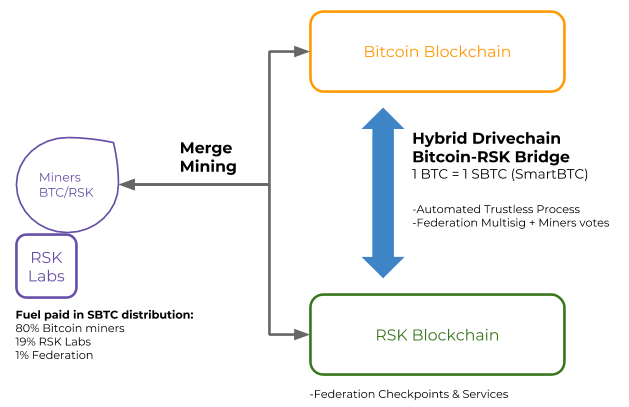 Bitcoin Blockchain
Merge
Mining
Hybrid Drivechain
Bitcoin-RSK Bridge
1 BTC = 1 SBTC (SmartBTC)
-Automated Trustless Process
-Federation Multisig + Miners votes
Miners
BTC/RSK
RSK
Labs
Fuel paid in SBTC distribution:
80% Bitcoin miners
19% RSK Labs
1% Federation
RSK Blockchain
-Federation Checkpoints & Services